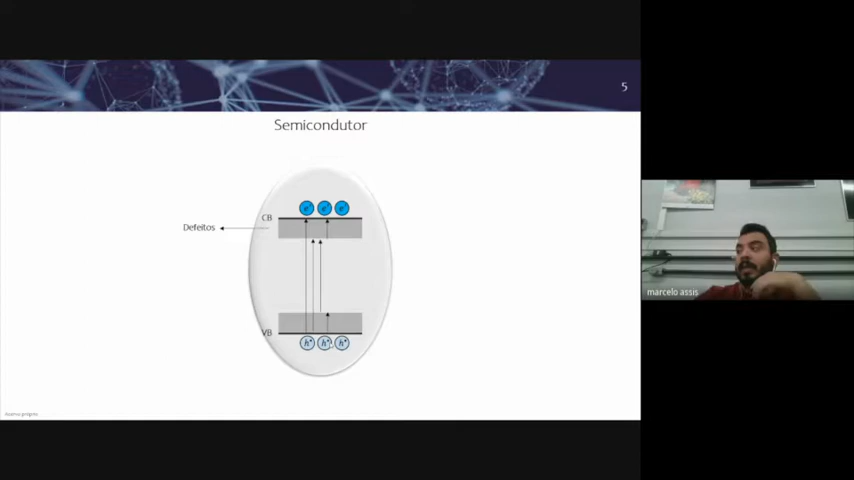 5
Semicondutor
e⁻ e⁻ e⁻
CB
Defeitos
VB
h• h• h•
marcelo assis